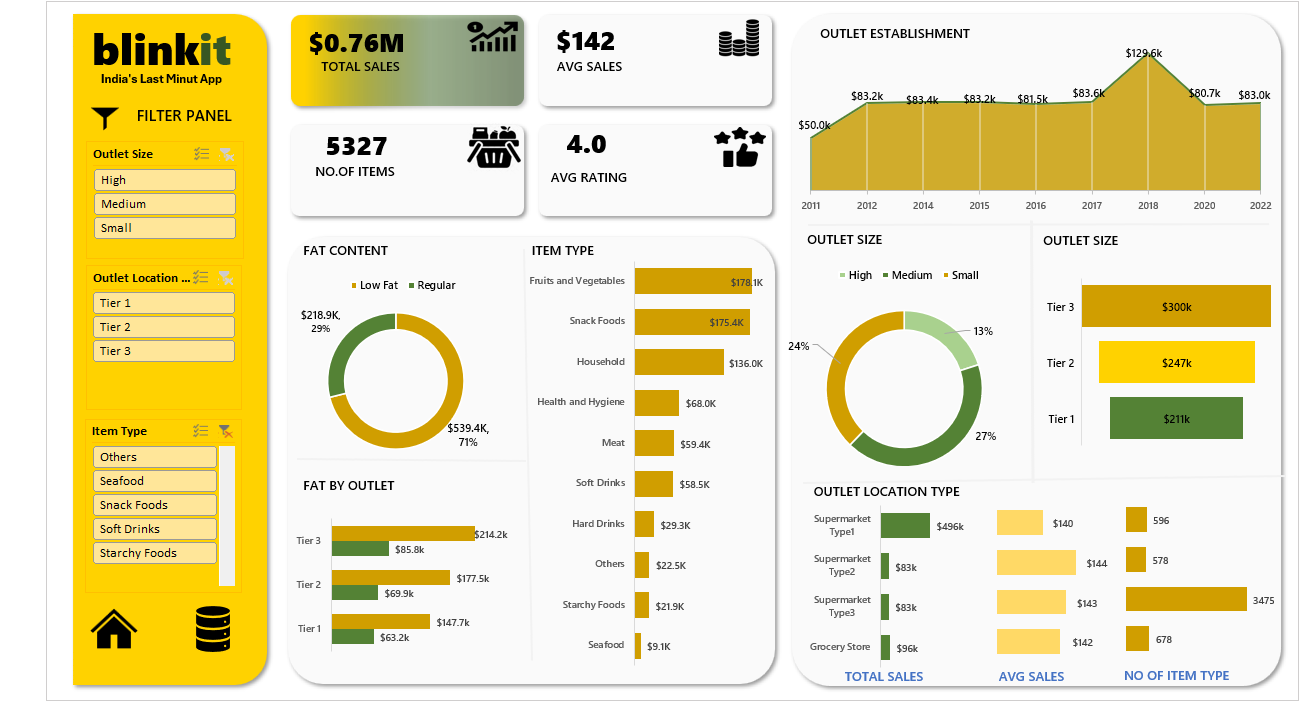 blinkit
India's Last Minut App
FILTER PANEL
Outlet Size
High
Medium
Small
Outlet Location ...
Tier 1
Tier 2
Tier 3
Item Type
Others
Seafood
Snack Foods
Soft Drinks
Starchy Foods
$0.76M
TOTAL SALES
$142
AVG SALES
5327
NO.OF ITEMS
4.0
AVG RATING
FAT CONTENT
Low Fat Regular
$218.9K,
29%
$539.4K,
71%
FAT BY OUTLET
Tier 3 $214.2k
$85.8k
Tier 2 $177.5k
$69.9k
Tier 1 $147.7k
$63.2k
ITEM TYPE
Fruits and Vegetables $178.1K
Snack Foods $175.4K
Household $136.0K
Health and Hygiene $68.0K
Meat $59.4K
Soft Drinks $58.5K
Hard Drinks $29.3K
Others $22.5K
Starchy Foods $21.9K
Seafood $9.1K
OUTLET ESTABLISHMENT
$50.0k $83.2k $83.4k $83.2k $81.5k $83.6k $129.6k $80.7k $83.0k
2011 2012 2014 2015 2016 2017 2018 2020 2022
OUTLET SIZE
High Medium Small
13%
24%
27%
OUTLET SIZE
Tier 3 $300k
Tier 2 $247k
Tier 1 $211k
OUTLET LOCATION TYPE
Supermarket
Type1 $496k $140 596
Supermarket
Type2 $83k $144 578
Supermarket
Type3 $83k $143 3475
Grocery Store $96k $142 678
TOTAL SALES AVG SALES NO OF ITEM TYPE